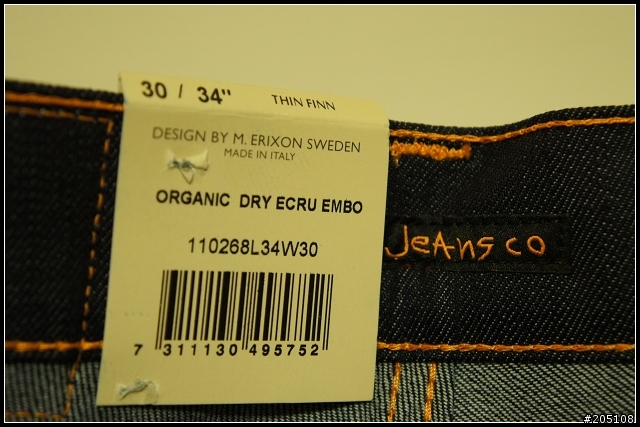 30 / 34" THIN FINN
DESIGN BY M. ERIXON SWEDEN
MADE IN ITALY
ORGANIC DRY ECRU EMBO
110268L34W30
7 311130 495752
JeAns co
#205108